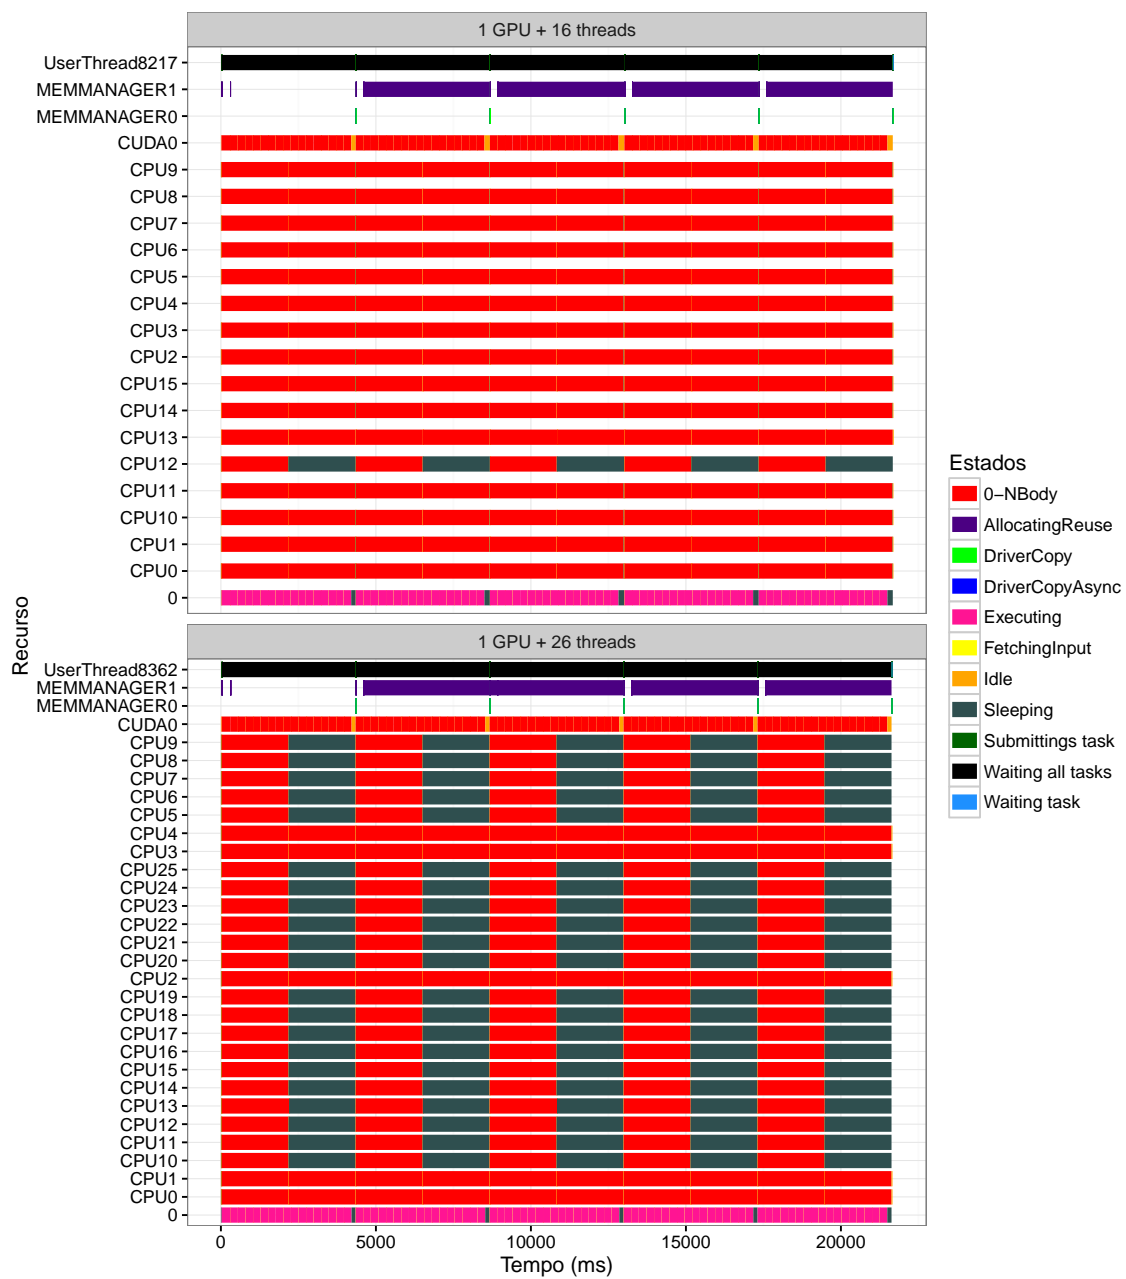 1 GPU + 16 threads
UserThread8217
MEMMANAGER1
MEMMANAGER0
CUDA0
CPU9
CPU8
CPU7
CPU6
CPU5
CPU4
CPU3
CPU2
CPU15
CPU14
CPU13
CPU12
CPU11
CPU10
CPU1
CPU0
0
Recurso
1 GPU + 26 threads
UserThread8362
MEMMANAGER1
MEMMANAGER0
CUDA0
CPU9
CPU8
CPU7
CPU6
CPU5
CPU4
CPU3
CPU25
CPU24
CPU23
CPU22
CPU21
CPU20
CPU2
CPU19
CPU18
CPU17
CPU16
CPU15
CPU14
CPU13
CPU12
CPU11
CPU10
CPU1
CPU0
0
0 5000 10000 15000 20000
Tempo (ms)
Estados
0−NBody
AllocatingReuse
DriverCopy
DriverCopyAsync
Executing
FetchingInput
Idle
Sleeping
Submittings task
Waiting all tasks
Waiting task